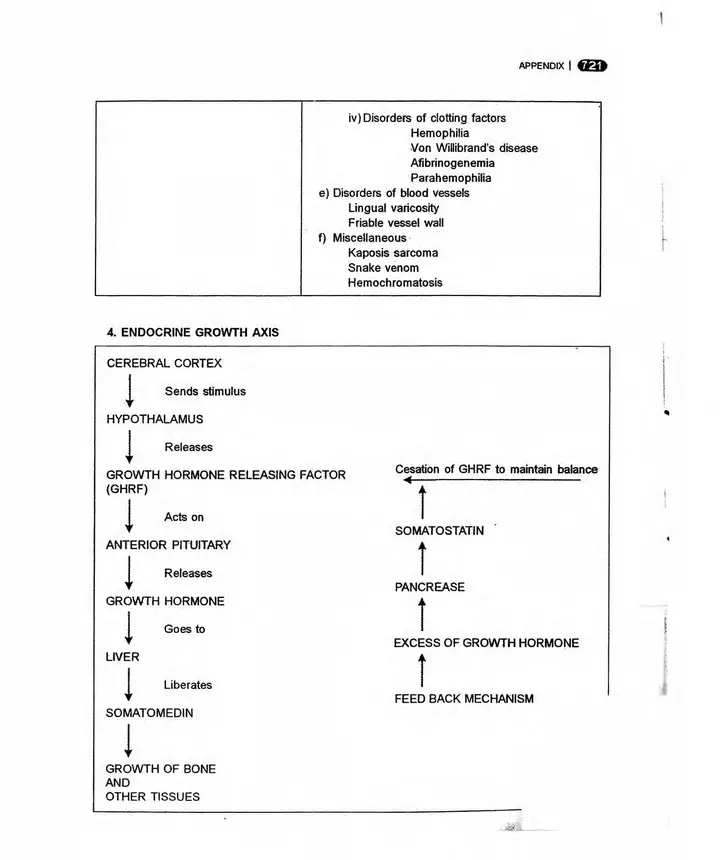 APPENDIX | 721
iv) Disorders of clotting factors
Hemophilia
Von Willibrand's disease
Afibrinogenemia
Parahemophilia
e) Disorders of blood vessels
Lingual varicosity
Friable vessel wall
f) Miscellaneous
Kaposis sarcoma
Snake venom
Hemochromatosis
4. ENDOCRINE GROWTH AXIS
CEREBRAL CORTEX
Sends stimulus
HYPOTHALAMUS
Releases
GROWTH HORMONE RELEASING FACTOR
(GHRF)
Acts on
ANTERIOR PITUITARY
Releases
GROWTH HORMONE
Goes to
LIVER
Liberates
SOMATOMEDIN
GROWTH OF BONE
AND
OTHER TISSUES
Cesation of GHRF to maintain balance
SOMATOSTATIN
PANCREASE
EXCESS OF GROWTH HORMONE
FEED BACK MECHANISM